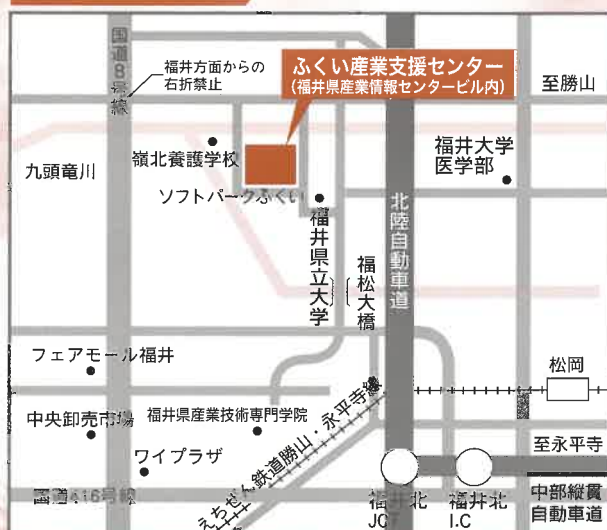 国道8号線
福井方面からの
右折禁止
ふくい産業支援センター
(福井県産業情報センタービル内)
至勝山
九頭竜川
嶺北養護学校
福井大学
医学部
ソフトパークふくい
福井県立大学
福松大橋
北陸自動車道
フェアモール福井
松岡
中央卸売市場
福井県産業技術専門学院
えちぜん鉄道勝山・永平寺線
ワイプラザ
至永平寺
国道416号線
福井北
JCT
福井北
I.C
中部縦貫
自動車道